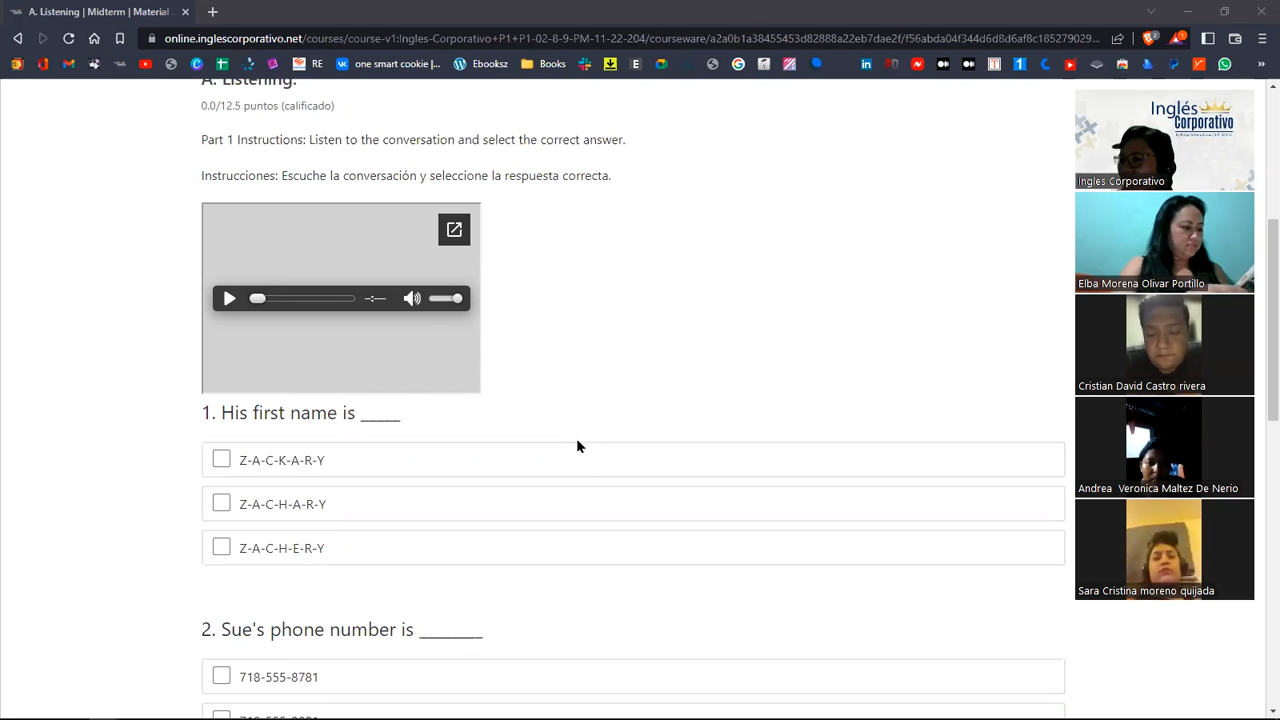 A. Listening | Midterm | Material
online.inglescorporativo.net/courses/course-v1:Ingles-Corporativo+P1+P1-02-8-9-PM-11-22-204/courseware/a2a0b1a38455453d82888a22eb7dae2f/f56abda04f344d6d8d6af8c185279029...
RE
one smart cookie |...
Ebooksz
Books
A. Listening.
0.0/12.5 puntos (calificado)
Part 1 Instructions: Listen to the conversation and select the correct answer.
Instrucciones: Escuche la conversación y seleccione la respuesta correcta.
-:-
1. His first name is _____
Z-A-C-K-A-R-Y
Z-A-C-H-A-R-Y
Z-A-C-H-E-R-Y
2. Sue's phone number is ________
718-555-8781
Inglés
Corporativo
Ingles Corporativo
Elba Morena Olivar Portillo
Cristian David Castro rivera
Andrea Veronica Maltez De Nerio
Sara Cristina moreno quijada